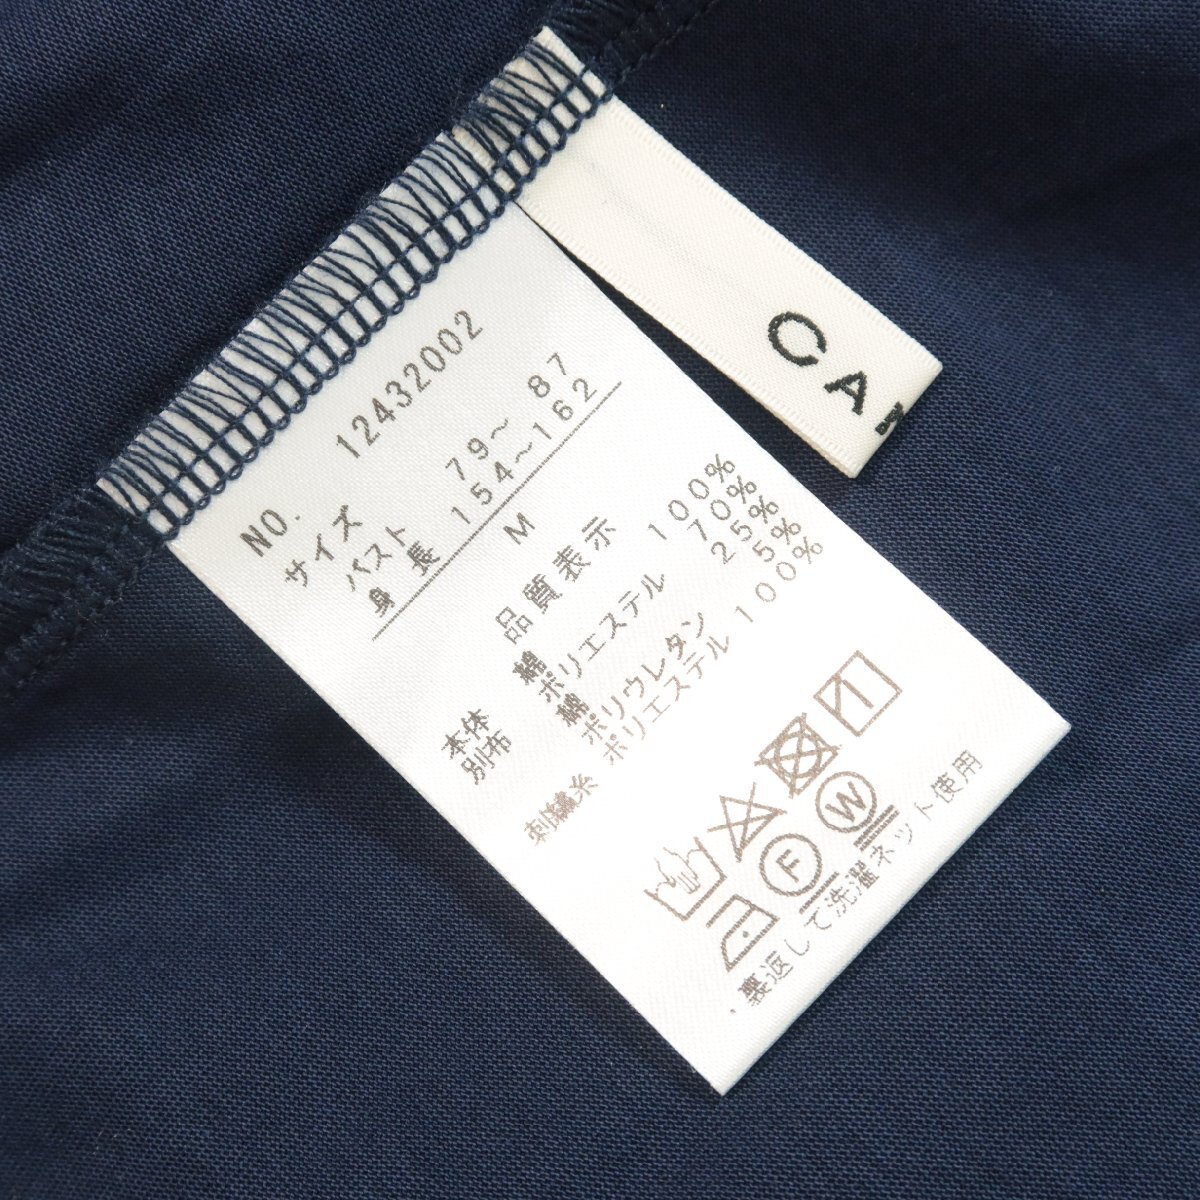 NO. 12432002
サイズ
バスト 79～ 87
身 長 154～162
M
品質表示
本体 綿 100%
別布 ポリエステル 70%
綿 25%
ポリウレタン 5%
刺繍糸 ポリエステル 100%
F W
裏返して洗濯ネット使用
CA